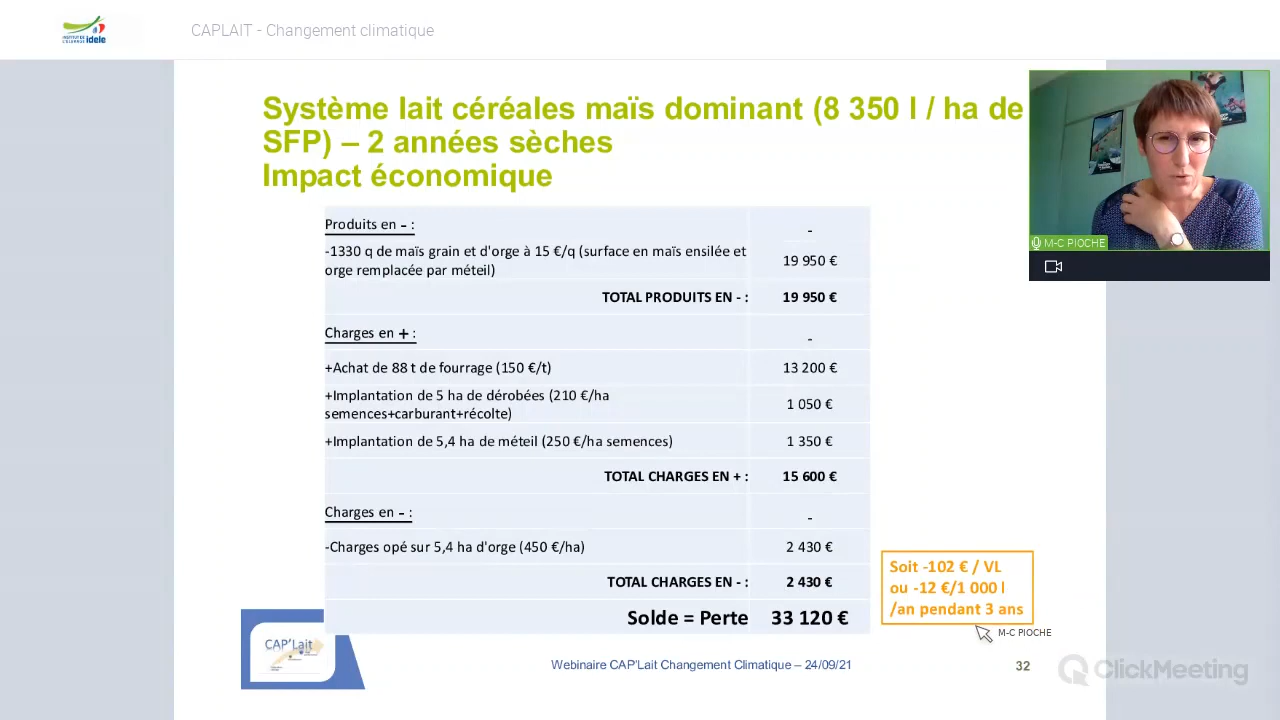 INSTITUT DE
L'ELEVAGE idele
CAPLAIT - Changement climatique
Système lait céréales maïs dominant (8 350 l / ha de
SFP) – 2 années sèches
Impact économique
Produits en - : -
-1330 q de maïs grain et d'orge à 15 €/q (surface en maïs ensilée et
orge remplacée par méteil) 19 950 €
TOTAL PRODUITS EN - : 19 950 €
Charges en + : -
+Achat de 88 t de fourrage (150 €/t) 13 200 €
+Implantation de 5 ha de dérobées (210 €/ha
semences+carburant+récolte) 1 050 €
+Implantation de 5,4 ha de méteil (250 €/ha semences) 1 350 €
TOTAL CHARGES EN + : 15 600 €
Charges en - : -
-Charges opé sur 5,4 ha d'orge (450 €/ha) 2 430 €
TOTAL CHARGES EN - : 2 430 €
Solde = Perte 33 120 €
Soit -102 € / VL
ou -12 €/1 000 l
/an pendant 3 ans
M-C PIOCHE
M-C PIOCHE
CAP'Lait
Webinaire CAP'Lait Changement Climatique – 24/09/21
32
ClickMeeting